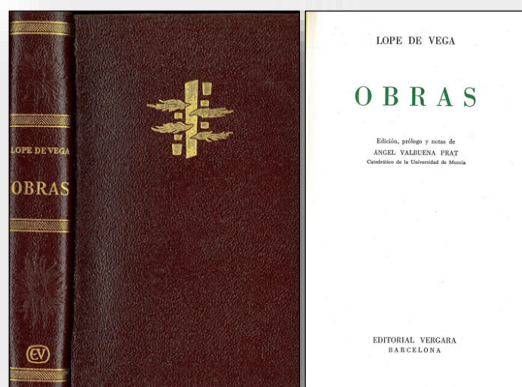 LOPE DE VEGA
OBRAS
EV
LOPE DE VEGA
OBRAS
Edición, prólogo y notas de
ÁNGEL VALBUENA PRAT
Catedrático de la Universidad de Murcia
EDITORIAL VERGARA
BARCELONA